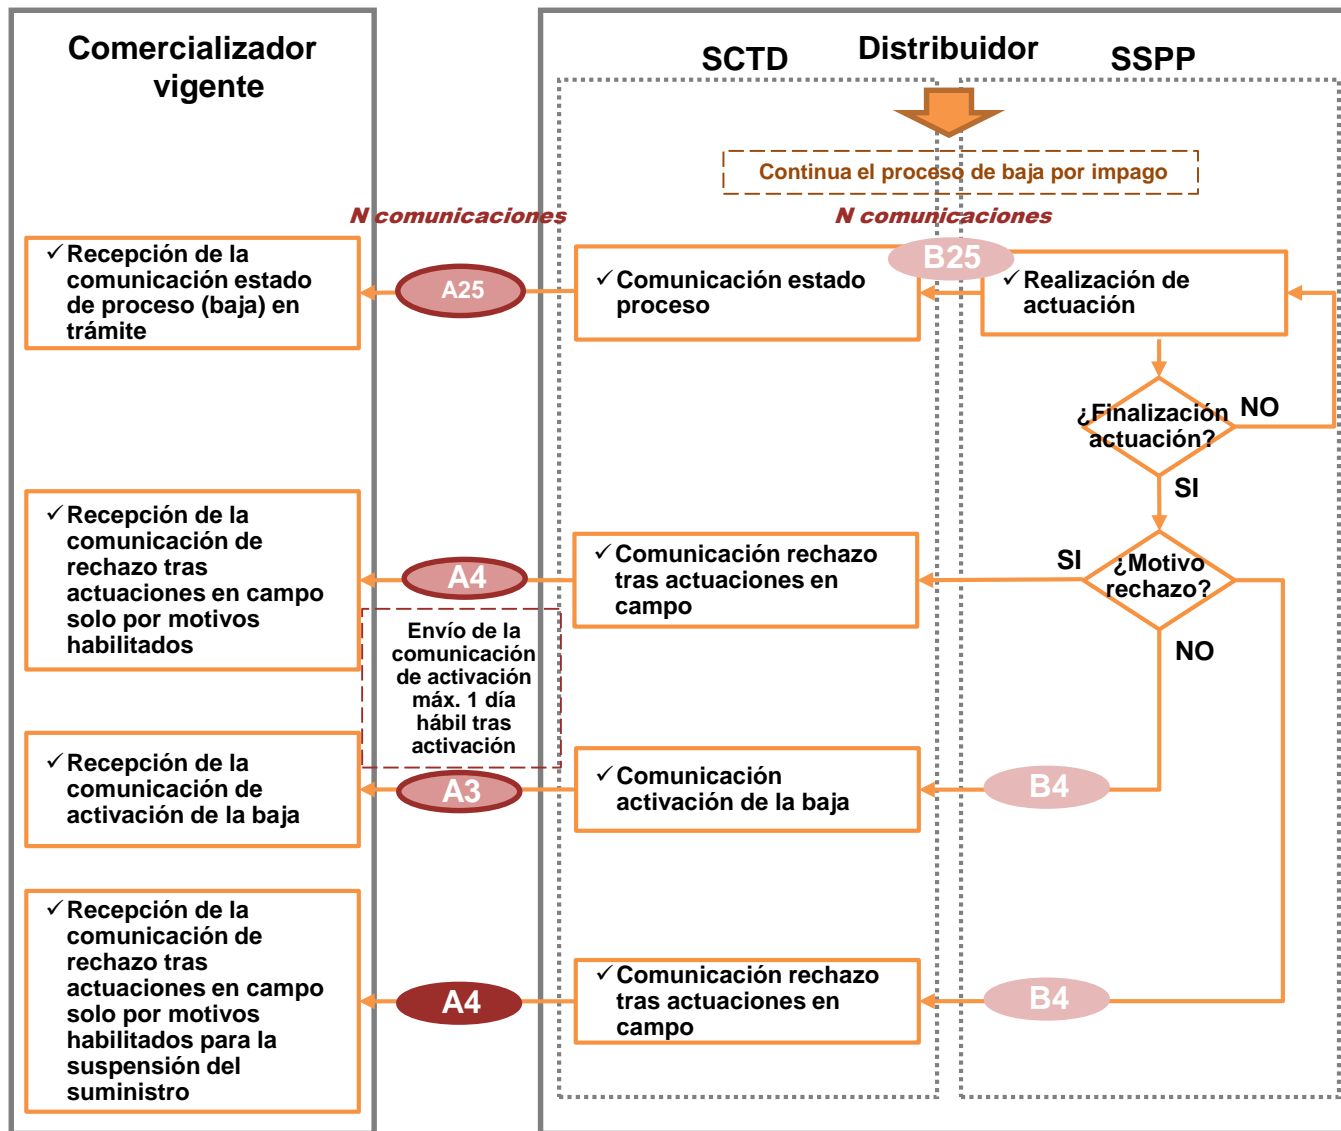 Comercializador
vigente
Distribuidor
SCTD
SSPP
Continua el proceso de baja por impago
N comunicaciones
N comunicaciones
✓ Recepción de la
comunicación estado
de proceso (baja) en
trámite
A25
✓ Comunicación estado
proceso
B25
✓ Realización de
actuación
¿Finalización
actuación?
NO
SI
✓ Recepción de la
comunicación de
rechazo tras
actuaciones en campo
solo por motivos
habilitados
A4
✓ Comunicación rechazo
tras actuaciones en
campo
SI
¿Motivo
rechazo?
NO
Envío de la
comunicación
de activación
máx. 1 día
hábil tras
activación
✓ Recepción de la
comunicación de
activación de la baja
A3
✓ Comunicación
activación de la baja
B4
✓ Recepción de la
comunicación de
rechazo tras
actuaciones en campo
solo por motivos
habilitados para la
suspensión del
suministro
A4
✓ Comunicación rechazo
tras actuaciones en
campo
B4